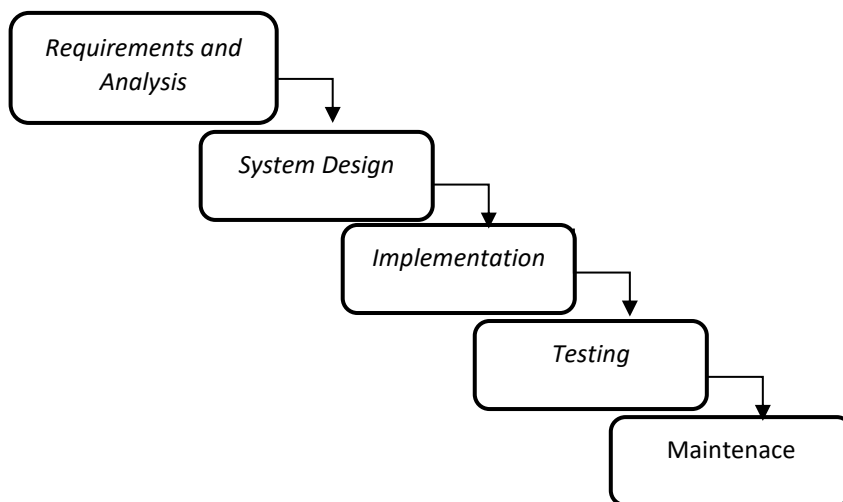 Requirements and
Analysis
System Design
Implementation
Testing
Maintenace